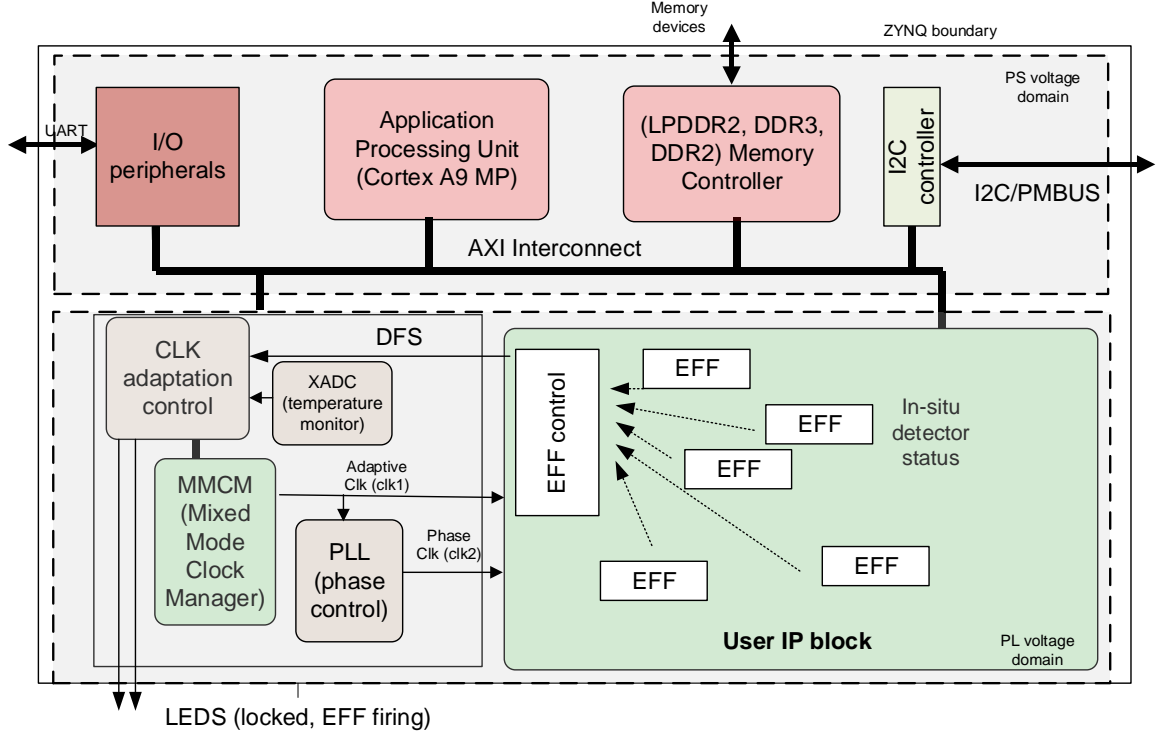 Memory
devices
ZYNQ boundary
PS voltage
domain
UART
I/O
peripherals
Application
Processing Unit
(Cortex A9 MP)
(LPDDR2, DDR3,
DDR2) Memory
Controller
I2C
controller
I2C/PMBUS
AXI Interconnect
CLK
adaptation
control
DFS
XADC
(temperature
monitor)
MMCM
(Mixed
Mode
Clock
Manager)
Adaptive
Clk (clk1)
PLL
(phase
control)
Phase
Clk (clk2)
EFF control
EFF
EFF
EFF
EFF
EFF
In-situ
detector
status
User IP block
PL voltage
domain
LEDS (locked, EFF firing)